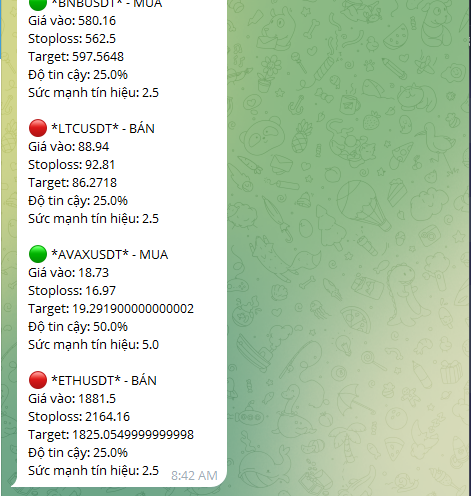 *BNBUSDT* - MUA
Giá vào: 580.16
Stoploss: 562.5
Target: 597.5648
Độ tin cậy: 25.0%
Sức mạnh tín hiệu: 2.5
*LTCUSDT* - BÁN
Giá vào: 88.94
Stoploss: 92.81
Target: 86.2718
Độ tin cậy: 25.0%
Sức mạnh tín hiệu: 2.5
*AVAXUSDT* - MUA
Giá vào: 18.73
Stoploss: 16.97
Target: 19.291900000000002
Độ tin cậy: 50.0%
Sức mạnh tín hiệu: 5.0
*ETHUSDT* - BÁN
Giá vào: 1881.5
Stoploss: 2164.16
Target: 1825.0549999999998
Độ tin cậy: 25.0%
Sức mạnh tín hiệu: 2.5
8:42 AM